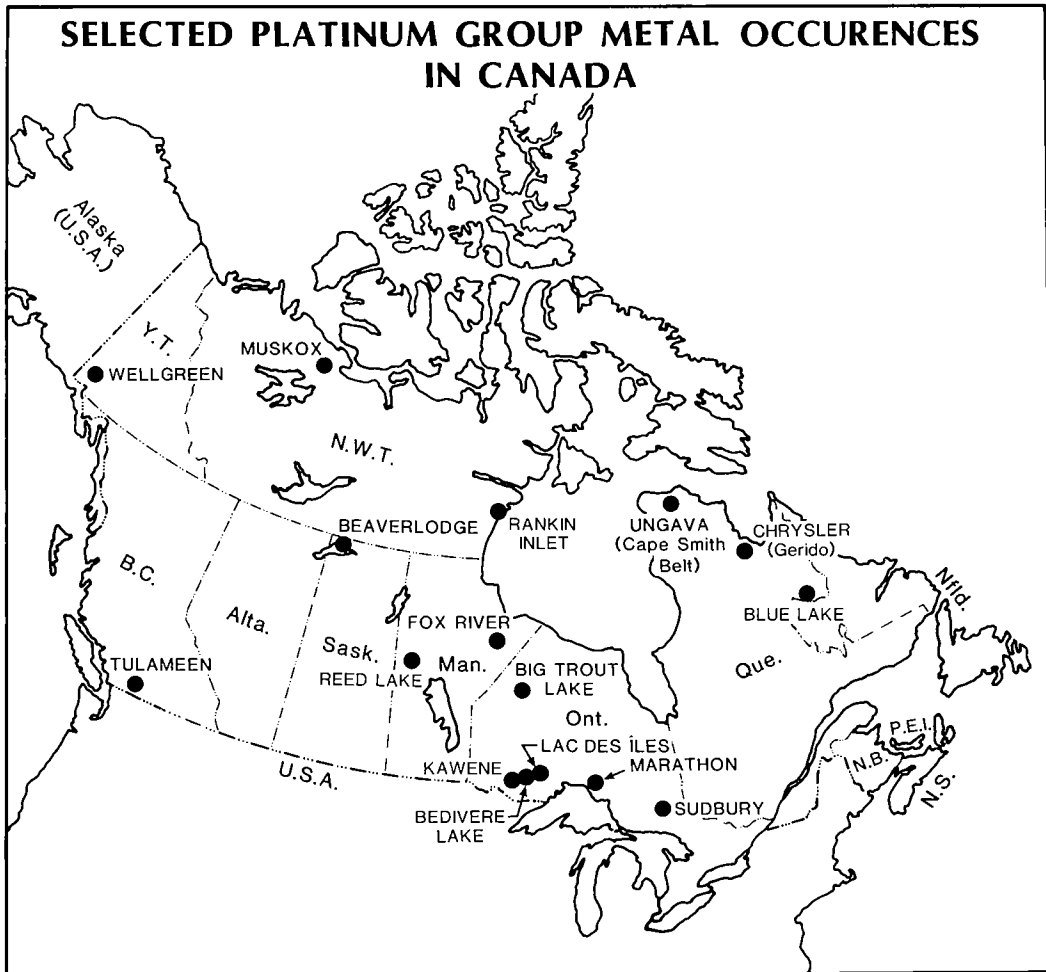 SELECTED PLATINUM GROUP METAL OCCURENCES
IN CANADA
Alaska
(U.S.A.)
Y.T.
WELLGREEN
MUSKOX
N.W.T.
BEAVERLODGE
RANKIN
INLET
UNGAVA
(Cape Smith
Belt)
CHRYSLER
(Gerido)
BLUE LAKE
Nfld.
B.C.
Alta.
Sask.
Man.
FOX RIVER
REED LAKE
BIG TROUT
LAKE
Ont.
Que.
TULAMEEN
U.S.A.
KAWENE
LAC DES ÎLES
MARATHON
BEDIVERE
LAKE
SUDBURY
P.E.I.
N.B.
N.S.